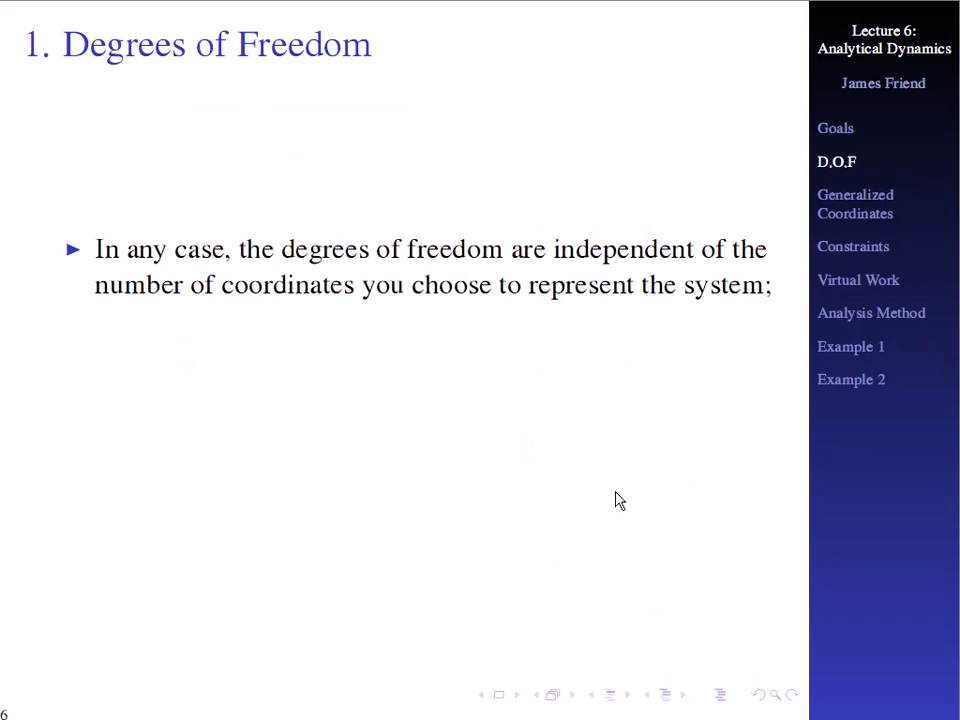 1. Degrees of Freedom
In any case, the degrees of freedom are independent of the
number of coordinates you choose to represent the system;
Lecture 6:
Analytical Dynamics
James Friend
Goals
D.O.F
Generalized
Coordinates
Constraints
Virtual Work
Analysis Method
Example 1
Example 2
6